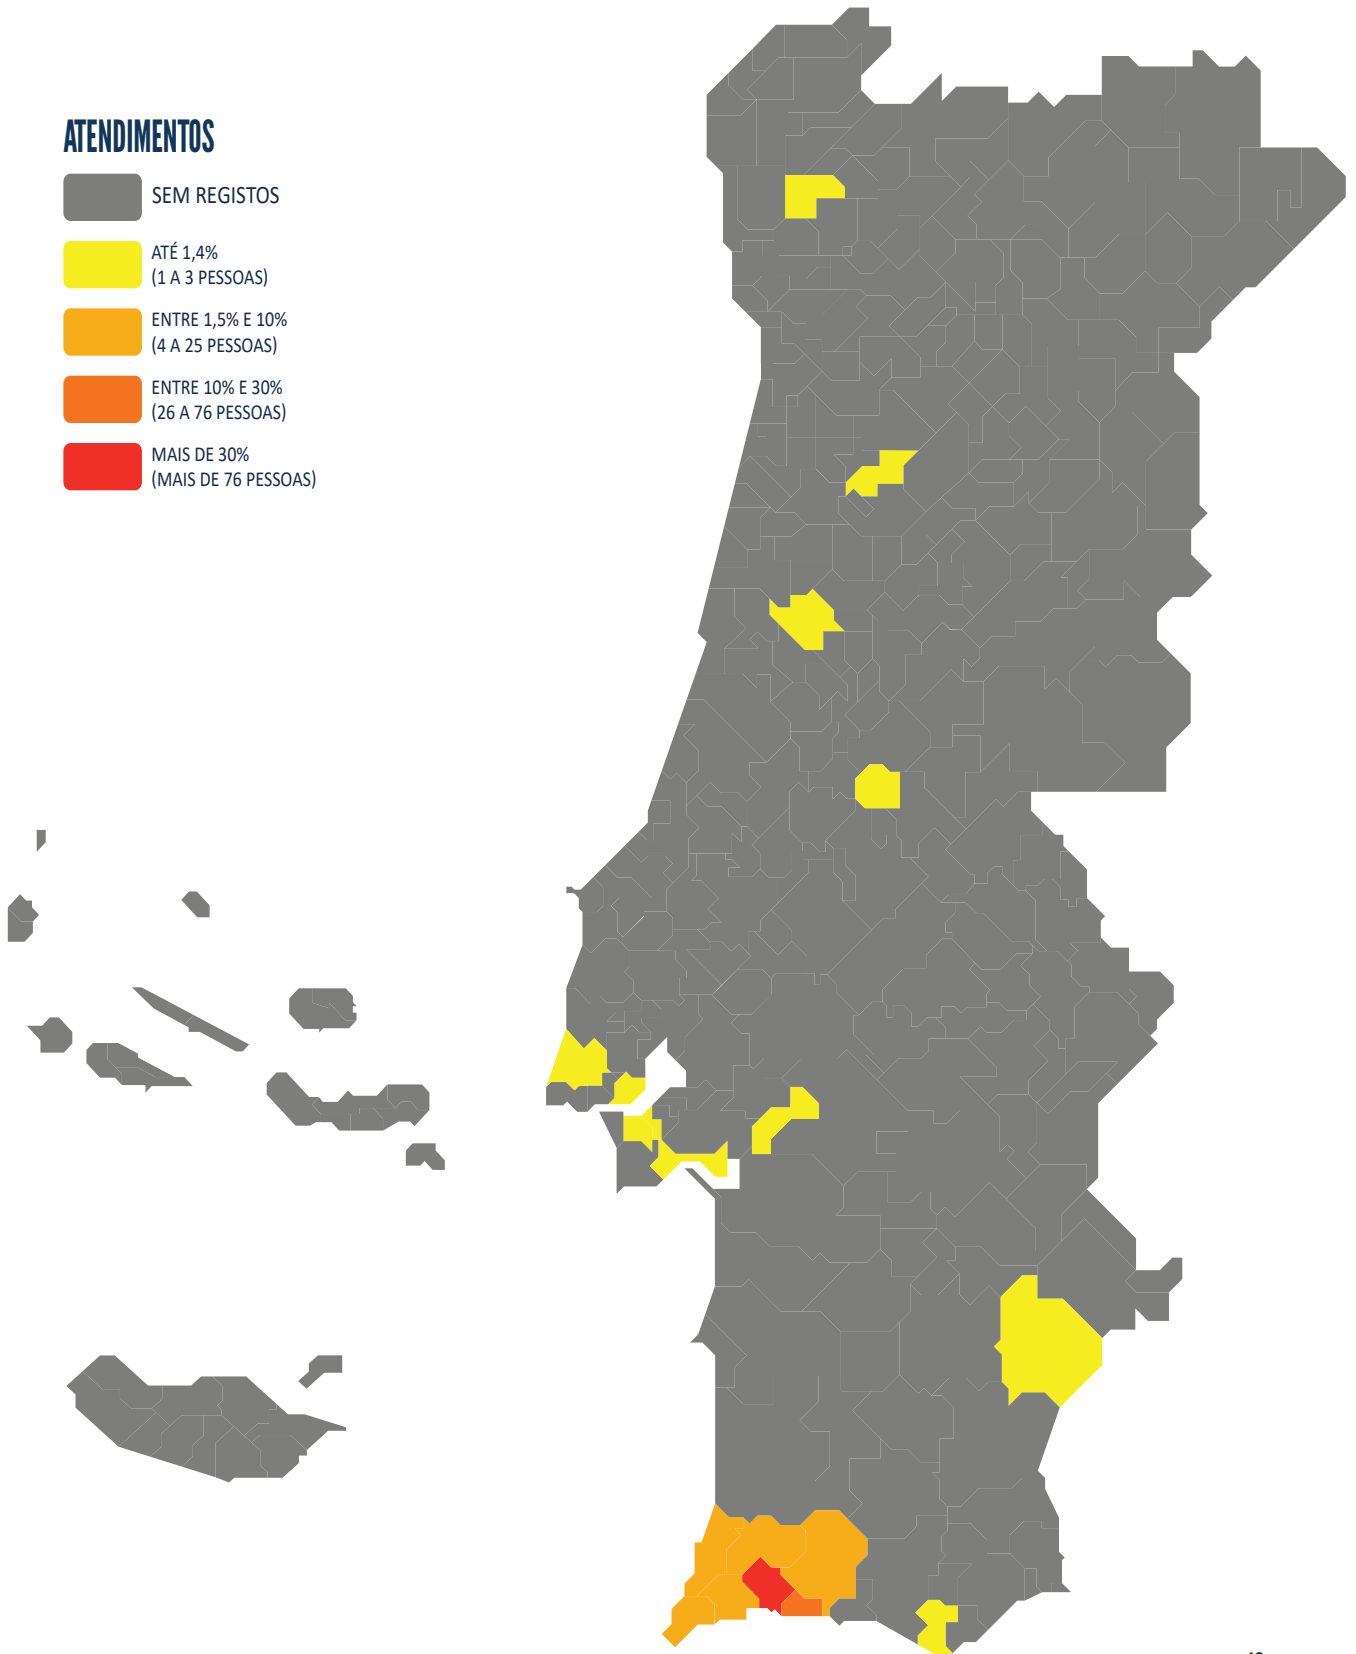 ATENDIMENTOS
SEM REGISTOS
ATÉ 1,4%
(1 A 3 PESSOAS)
ENTRE 1,5% E 10%
(4 A 25 PESSOAS)
ENTRE 10% E 30%
(26 A 76 PESSOAS)
MAIS DE 30%
(MAIS DE 76 PESSOAS)